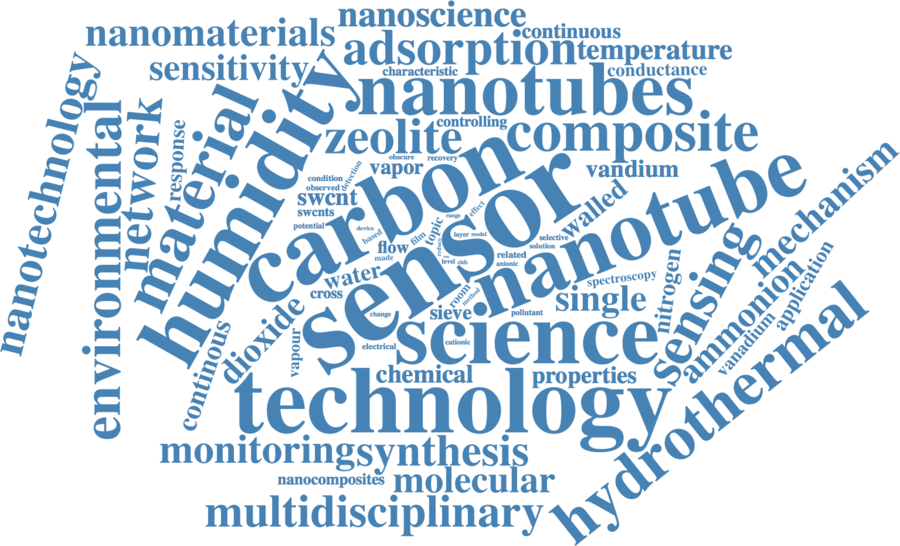 nanoscience
nanomaterials
continuous
adsorption
temperature
sensitivity
characteristic
conductance
nanotubes
nanotechnology
environmental
network
response
material
humidity
controlling
zeolite
composite
obscure
recovery
vapor
vandium
detection
condition
observed
swcnt
swcnts
potential
carbon
sensor
nanotube
walled
mechanism
device
based
flow
made
film
topic
range
effect
layer
model
reduce
level
ctfs
anionic
related
selective
solution
water
cross
room
method
spectroscopy
nitrogen
sensing
ammonion
application
vanadium
single
sieve
pollutant
change
dioxide
vapour
continous
electrical
science
cationic
chemical
properties
technology
hydrothermal
monitoring
synthesis
nanocomposites
molecular
multidisciplinary